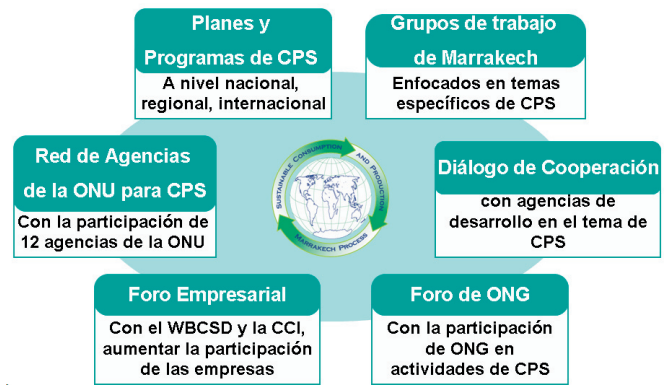 Planes y
Programas de CPS
A nivel nacional,
regional, internacional
Grupos de trabajo
de Marrakech
Enfocados en temas
específicos de CPS
Red de Agencias
de la ONU para CPS
Con la participación de
12 agencias de la ONU
SUSTAINABLE CONSUMPTION
AND PRODUCTION
MARRAKECH PROCESS
Diálogo de Cooperación
con agencias de
desarrollo en el tema de
CPS
Foro Empresarial
Con el WBCSD y la CCI,
aumentar la participación
de las empresas
Foro de ONG
Con la participación
de ONG en
actividades de CPS